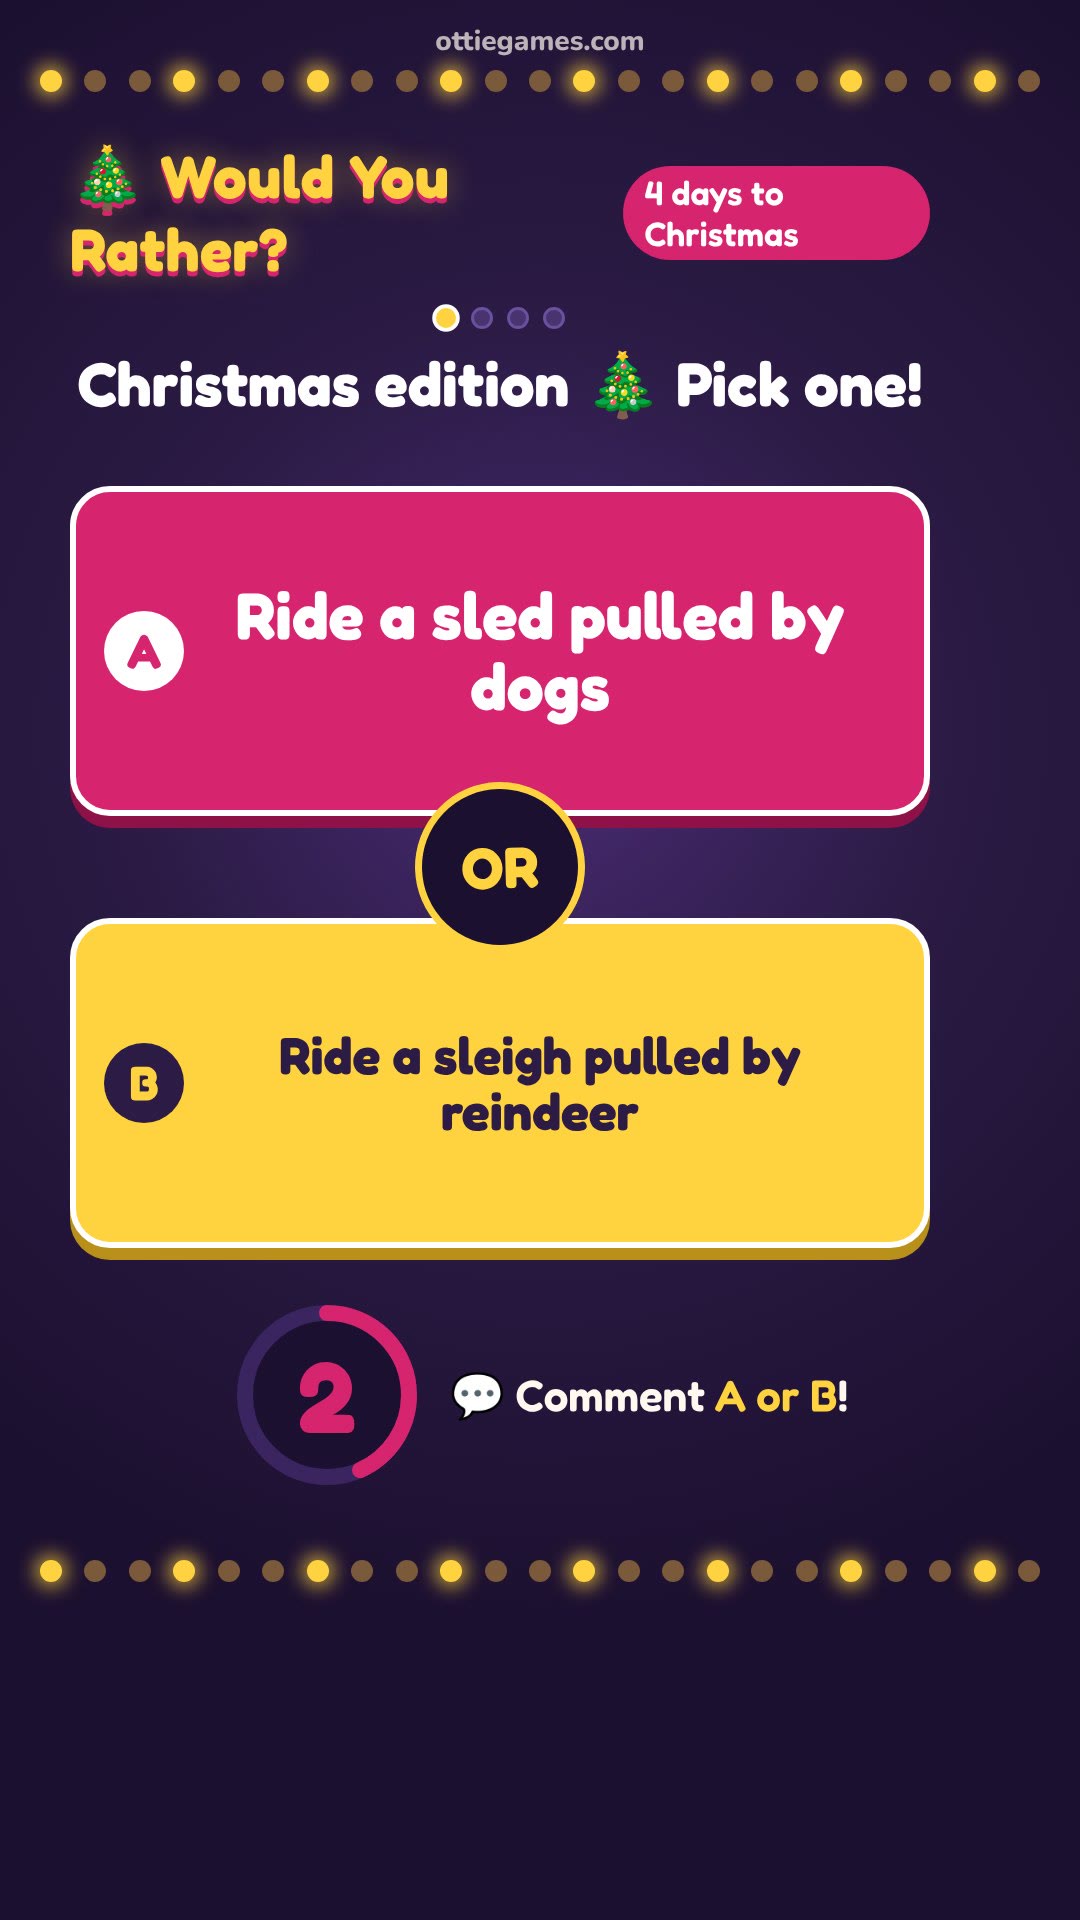 ottiegames.com
🎄 Would You
Rather?
4 days to
Christmas
Christmas edition 🎄 Pick one!
A
Ride a sled pulled by
dogs
OR
B
Ride a sleigh pulled by
reindeer
2
💬 Comment A or B!